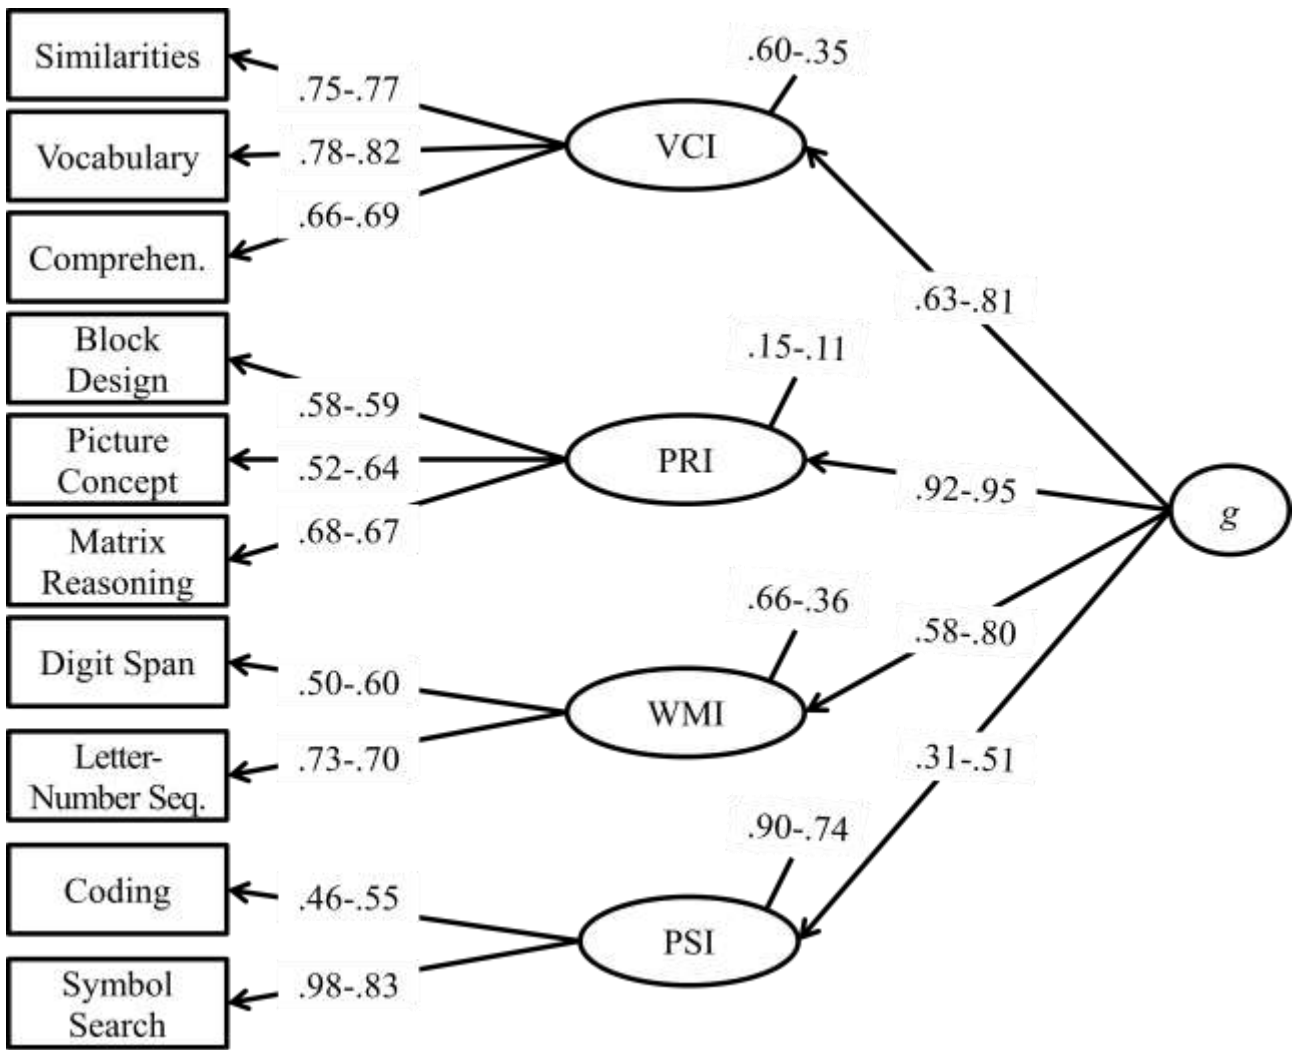 Similarities
Vocabulary
Comprehen.
Block
Design
Picture
Concept
Matrix
Reasoning
Digit Span
Letter-
Number Seq.
Coding
Symbol
Search
.75-.77
.78-.82
.66-.69
.58-.59
.52-.64
.68-.67
.50-.60
.73-.70
.46-.55
.98-.83
VCI
PRI
WMI
PSI
.60-.35
.15-.11
.66-.36
.90-.74
.63-.81
.92-.95
.58-.80
.31-.51
g